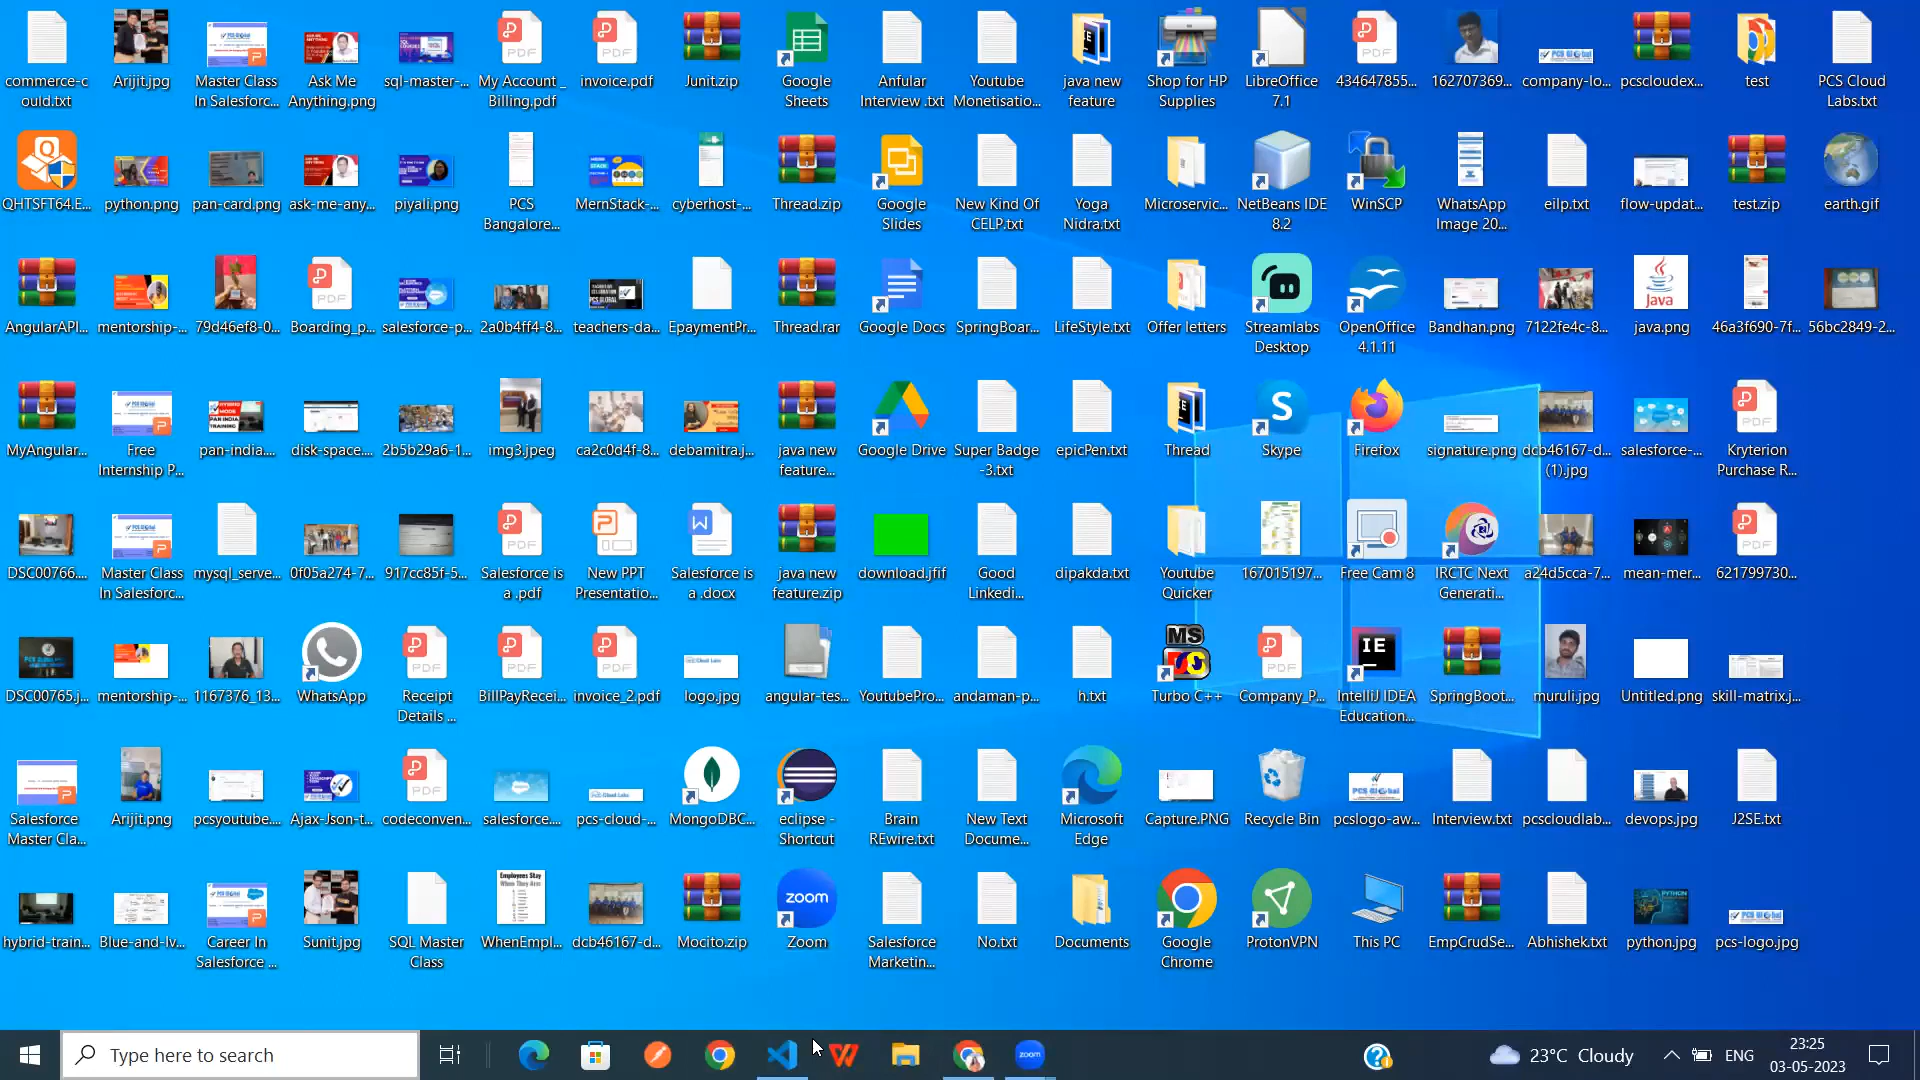 commerce-c
ouid.txt
Arijit.jpg
Master Class
In Salesforc...
Ask Me
Anything.png
sql-master-...
My Account _
Billing.pdf
invoice.pdf
Junit.zip
Google
Sheets
Anfular
Interview .txt
Youtube
Monetisatio...
java new
feature
Shop for HP
Supplies
LibreOffice
7.1
434647855...
162707369...
company-lo...
pcscloudex...
test
PCS Cloud
Labs.txt
QHTSFT64.E...
python.png
pan-card.png
ask-me-any...
piyali.png
PCS
Bangalore...
MernStack-...
cyberhost-...
Thread.zip
Google
Slides
New Kind Of
CELP.txt
Yoga
Nidra.txt
Microservic...
NetBeans IDE
8.2
WinSCP
WhatsApp
Image 20...
eilp.txt
flow-updat...
test.zip
earth.gif
AngularAPI...
mentorship-...
79d46ef8-0...
Boarding_p...
salesforce-p...
2a0b4ff4-8...
teachers-da...
EpaymentPr...
Thread.rar
Google Docs
SpringBoar...
LifeStyle.txt
Offer letters
Streamlabs
Desktop
OpenOffice
4.1.11
Bandhan.png
7122fe4c-8...
java.png
46a3f690-7f...
56bc2849-2...
MyAngular...
Free
Internship P...
pan-india....
disk-space....
2b5b29a6-1...
img3.jpeg
ca2c0d4f-8...
debamitra.j...
java new
feature...
Google Drive
Super Badge
-3.txt
epicPen.txt
Thread
Skype
Firefox
signature.png
dcb46167-d...
(1).jpg
salesforce-...
Kryterion
Purchase R...
DSC00766....
Master Class
In Salesforc...
mysql_serve...
0f05a274-7...
917cc85f-5...
Salesforce is
a .pdf
New PPT
Presentatio...
Salesforce is
a .docx
java new
feature.zip
download.jfif
Good
Linkedi...
dipakda.txt
Youtube
Quicker
167015197...
Free Cam 8
IRCTC Next
Generati...
a24d5cca-7...
mean-mer...
621799730...
DSC00765.j...
mentorship-...
1167376_13...
WhatsApp
Receipt
Details ...
BillPayRecei...
invoice_2.pdf
logo.jpg
angular-tes...
YoutubePro...
andaman-p...
h.txt
Turbo C++
Company_P...
IntelliJ IDEA
Education...
SpringBoot...
muruli.jpg
Untitled.png
skill-matrix.j...
Salesforce
Master Cla...
Arijit.png
pcsyoutube....
Ajax-Json-t...
codeconven...
salesforce....
pcs-cloud-...
MongoDBC...
eclipse -
Shortcut
Brain
REwire.txt
New Text
Docume...
Microsoft
Edge
Capture.PNG
Recycle Bin
pcslogo-aw...
Interview.txt
pcscloudlab...
devops.jpg
J2SE.txt
hybrid-train...
Blue-and-Iv...
Career In
Salesforce ...
Sunit.jpg
SQL Master
Class
WhenEmpl...
dcb46167-d...
Mocito.zip
Zoom
Salesforce
Marketin...
No.txt
Documents
Google
Chrome
ProtonVPN
This PC
EmpCrudSe...
Abhishek.txt
python.jpg
pcs-logo.jpg
Type here to search
zoom
23°C Cloudy
ENG
23:25
03-05-2023